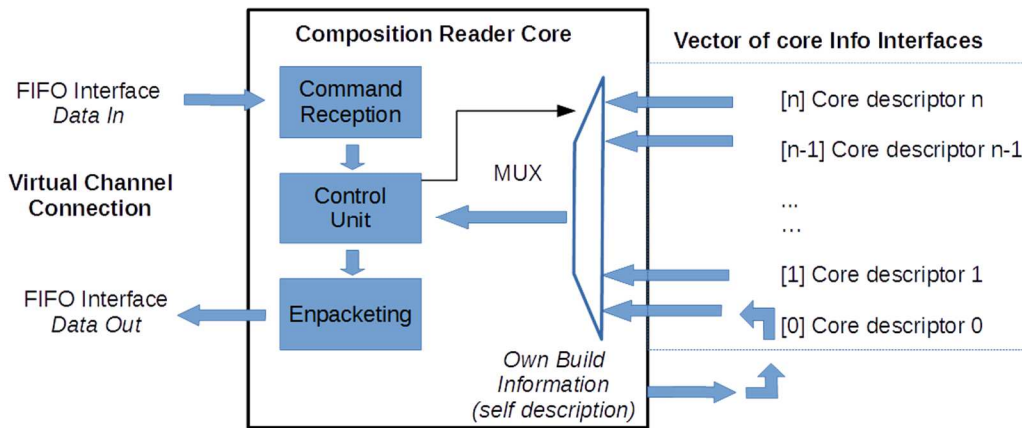 Composition Reader Core
Vector of core Info Interfaces
FIFO Interface
Data In
Command
Reception
[n] Core descriptor n
[n-1] Core descriptor n-1
MUX
Virtual Channel
Connection
Control
Unit
...
...
[1] Core descriptor 1
FIFO Interface
Data Out
Enpacketing
[0] Core descriptor 0
Own Build
Information
(self description)